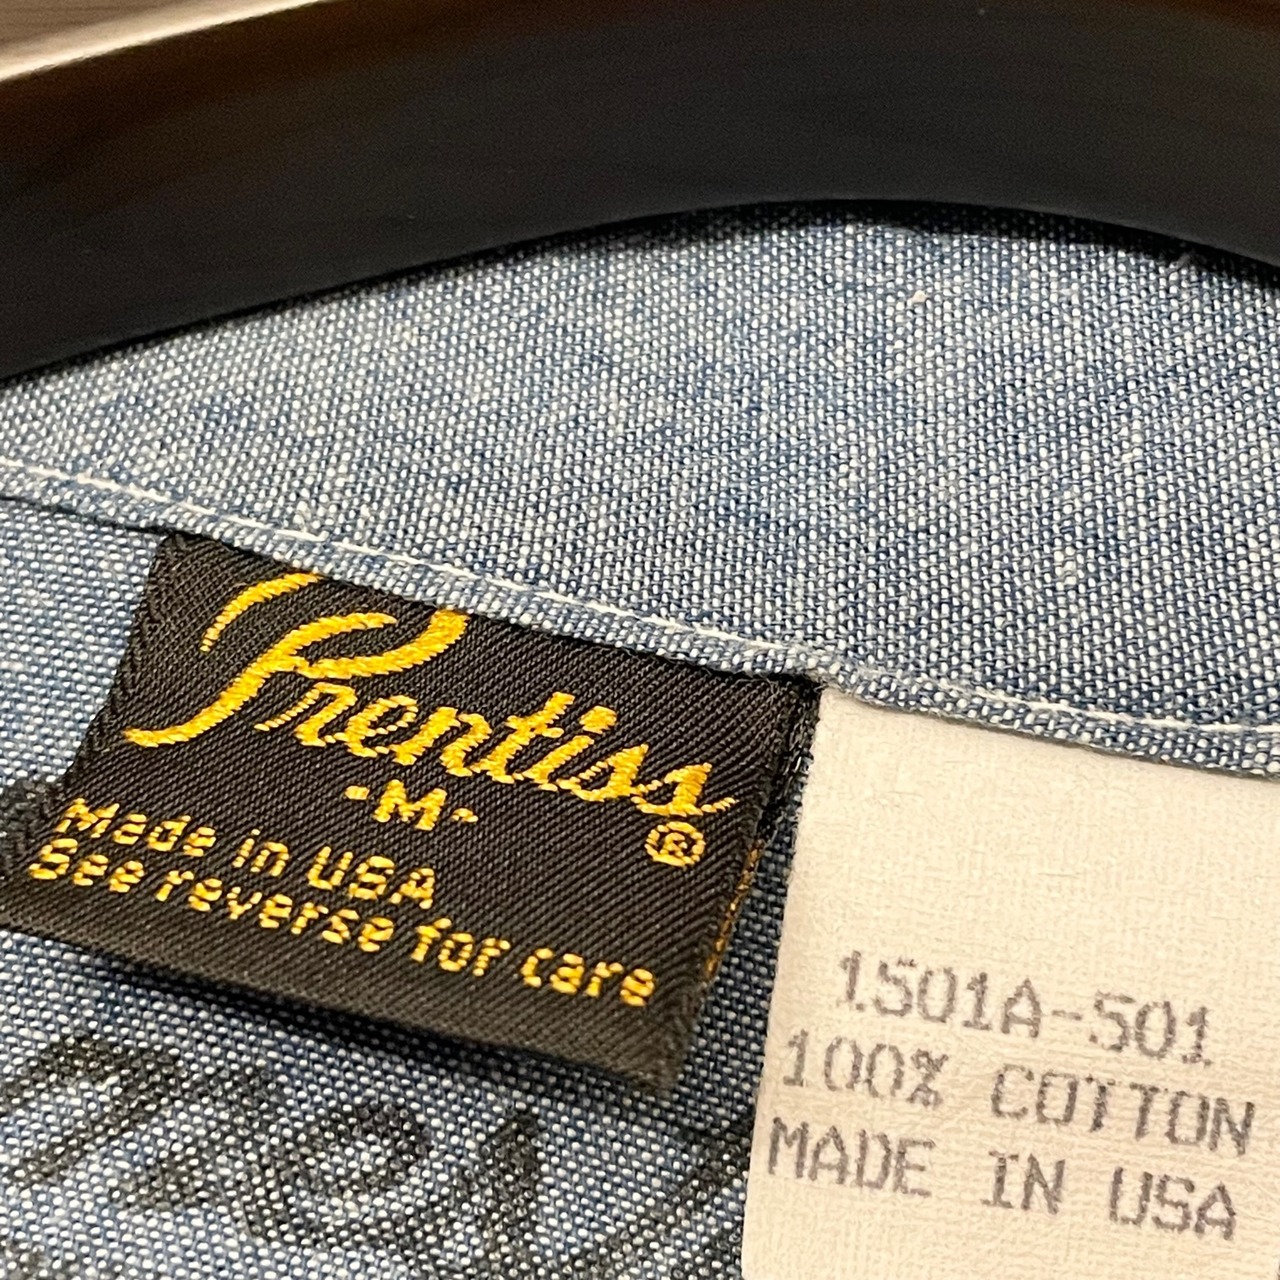 Prentiss
-M-
®
Made in USA
See reverse for care
1501A-501
100% COTTON
MADE IN USA